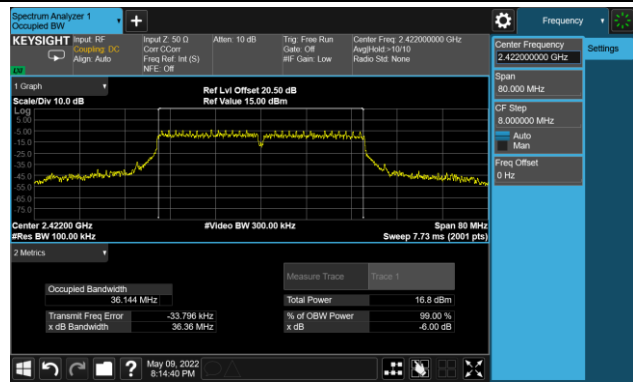 Spectrum Analyzer 1
Occupied BW
Frequency
KEYSIGHT
Input: RF
Coupling: DC
Align: Auto
Input Z: 50 Ω
Corr CCorr
Freq Ref: Int (S)
NFE: Off
Atten: 10 dB
Trig: Free Run
Gate: Off
#IF Gain: Low
Center Freq: 2.422000000 GHz
Avg|Hold:>10/10
Radio Std: None
LXI
Center Frequency
2.422000000 GHz
Settings
Span
80.000 MHz
CF Step
8.000000 MHz
Auto
Man
Freq Offset
0 Hz
1 Graph
Scale/Div 10.0 dB
Ref Lvl Offset 20.50 dB
Ref Value 15.00 dBm
Log
5.00
-5.00
-15.0
-25.0
-35.0
-45.0
-55.0
-65.0
-75.0
Center 2.42200 GHz
#Res BW 100.00 kHz
#Video BW 300.00 kHz
Span 80 MHz
Sweep 7.73 ms (2001 pts)
2 Metrics
Measure Trace
Trace 1
Occupied Bandwidth
36.144 MHz
Total Power
16.8 dBm
Transmit Freq Error
-33.796 kHz
% of OBW Power
99.00 %
x dB Bandwidth
36.36 MHz
x dB
-6.00 dB
?
May 09, 2022
8:14:40 PM